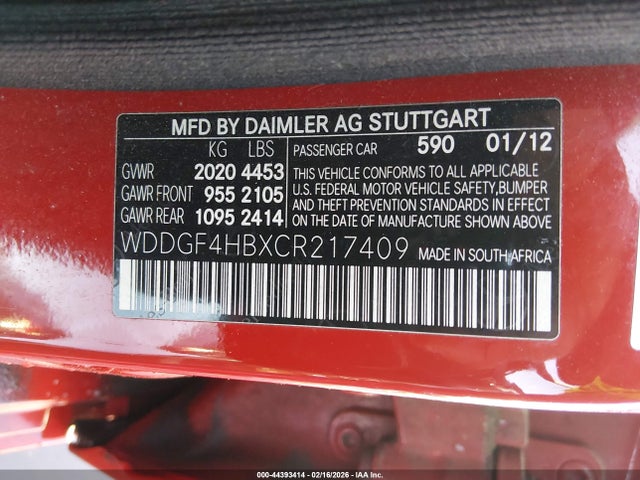 MFD BY DAIMLER AG STUTTGART
KG LBS PASSENGER CAR 590 01/12
GVWR 2020 4453
GAWR FRONT 955 2105
GAWR REAR 1095 2414
THIS VEHICLE CONFORMS TO ALL APPLICABLE
U.S. FEDERAL MOTOR VEHICLE SAFETY, BUMPER
AND THEFT PREVENTION STANDARDS IN EFFECT
ON THE DATE OF MANUFACTURE SHOWN ABOVE
WDDGF4HBXCR217409 MADE IN SOUTH AFRICA
000-44393414 - 02/16/2026 - IAA Inc.